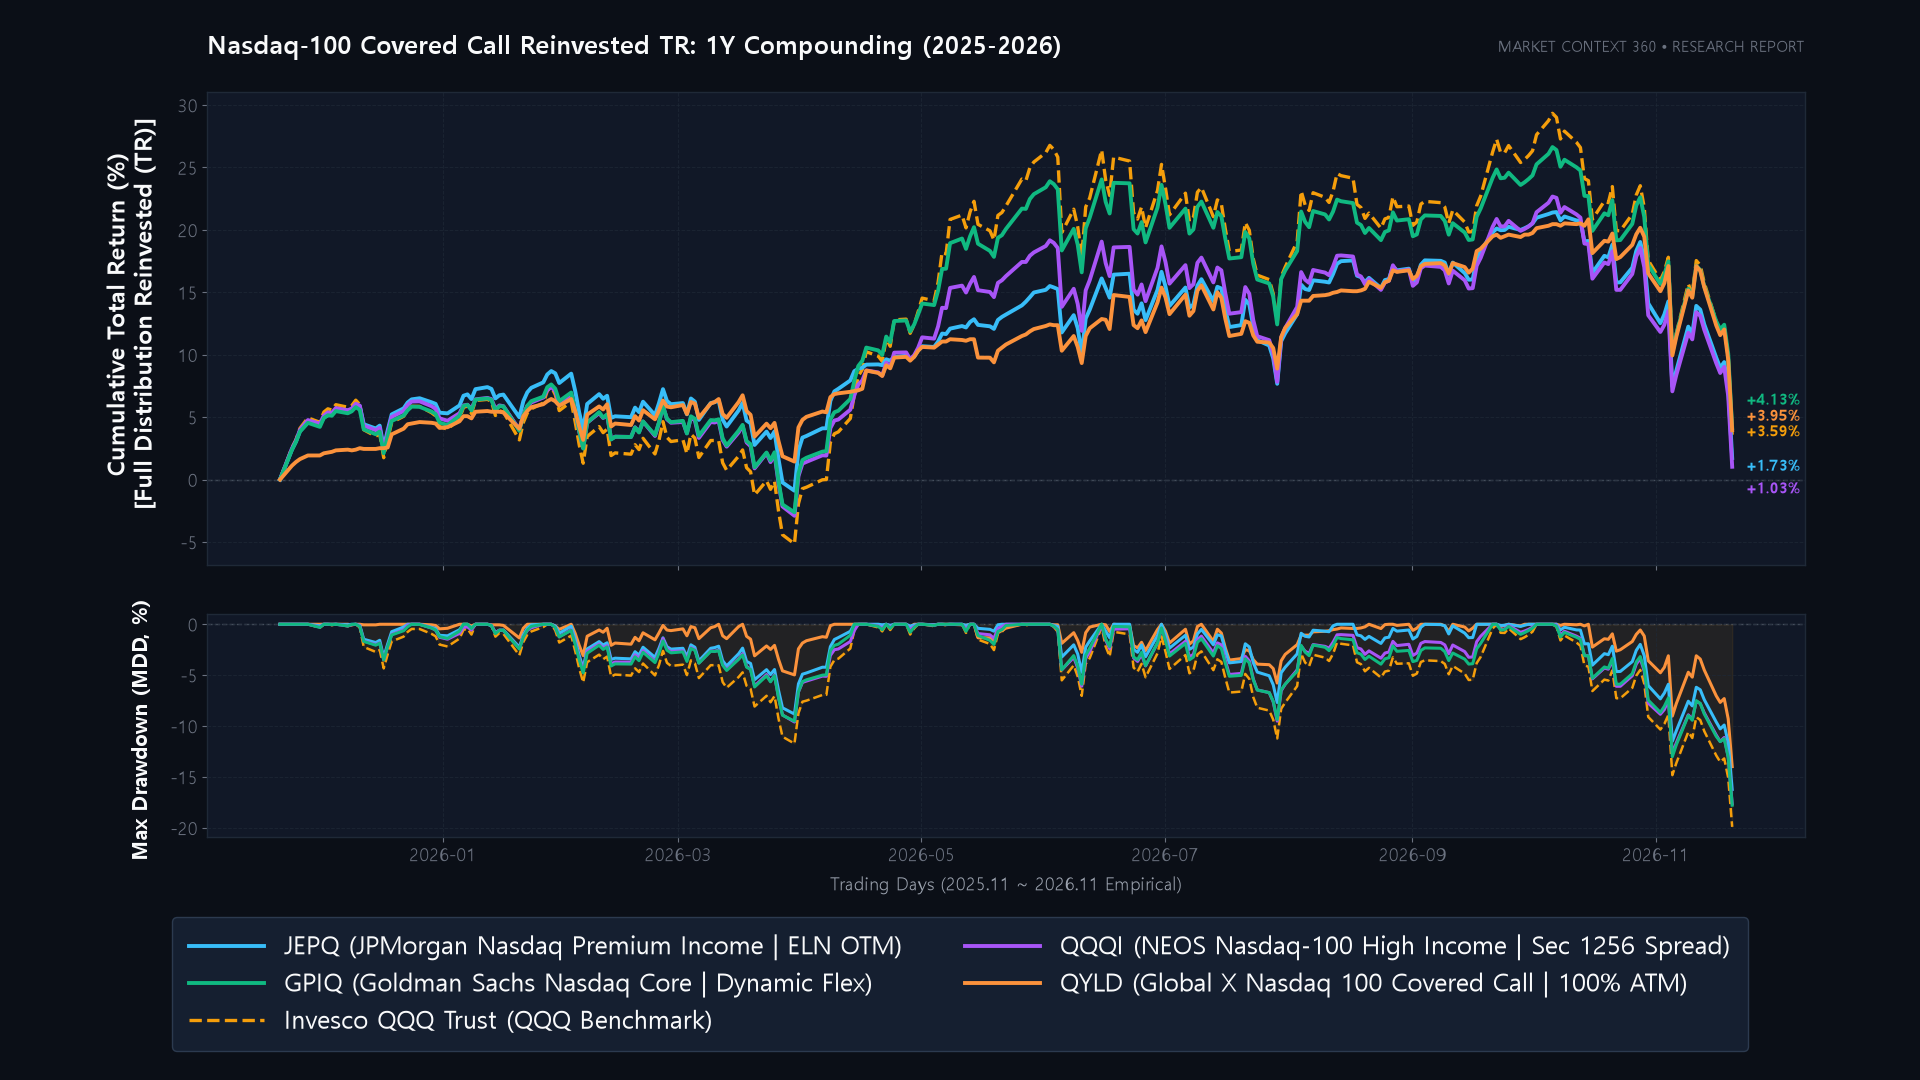 Nasdaq-100 Covered Call Reinvested TR: 1Y Compounding (2025-2026)
MARKET CONTEXT 360 • RESEARCH REPORT
Cumulative Total Return (%)
[Full Distribution Reinvested (TR)]
30
25
20
15
10
5
0
-5
+4.13%
+3.95%
+3.59%
+1.73%
+1.03%
Max Drawdown (MDD, %)
0
-5
-10
-15
-20
2026-01
2026-03
2026-05
2026-07
2026-09
2026-11
Trading Days (2025.11 ~ 2026.11 Empirical)
JEPQ (JPMorgan Nasdaq Premium Income | ELN OTM)
GPIQ (Goldman Sachs Nasdaq Core | Dynamic Flex)
Invesco QQQ Trust (QQQ Benchmark)
QQQI (NEOS Nasdaq-100 High Income | Sec 1256 Spread)
QYLD (Global X Nasdaq 100 Covered Call | 100% ATM)